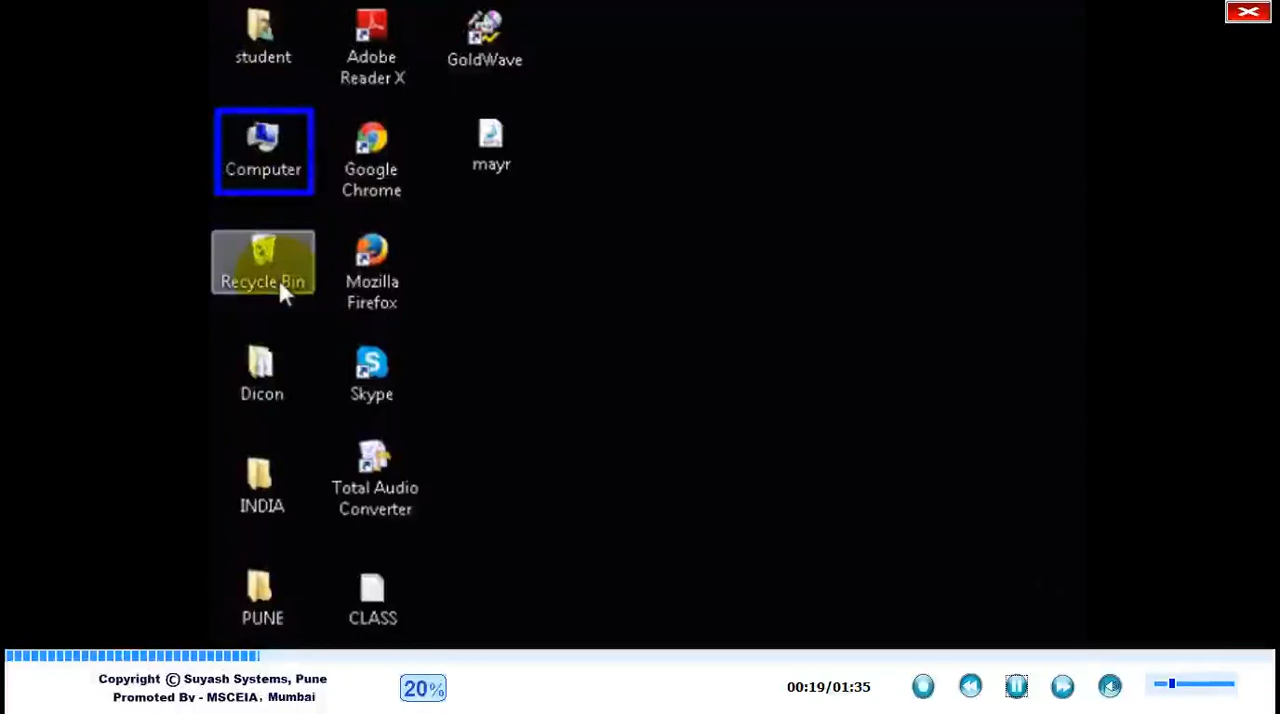 student
Adobe
Reader X
GoldWave
Computer
Google
Chrome
mayr
Recycle Bin
Mozilla
Firefox
Dicon
Skype
INDIA
Total Audio
Converter
PUNE
CLASS
Copyright © Suyash Systems, Pune
Promoted By - MSCEIA, Mumbai
20%
00:19/01:35